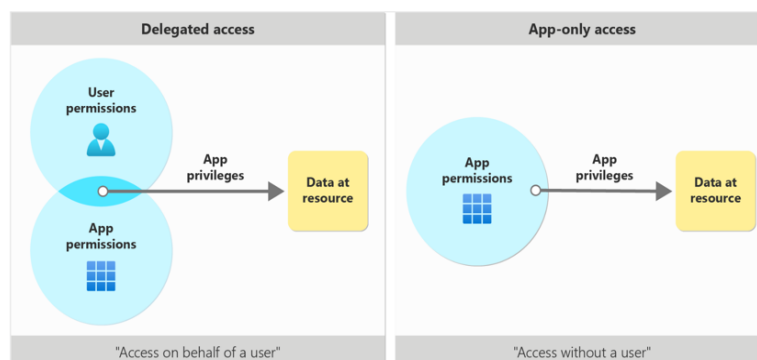 Delegated access
User
permissions
App
privileges
Data at
resource
App
permissions
"Access on behalf of a user"
App-only access
App
permissions
App
privileges
Data at
resource
"Access without a user"